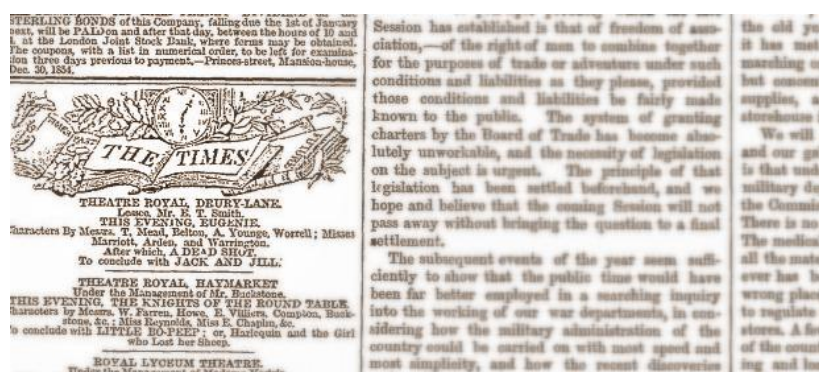 STERLING BONDS of this Company, falling due the 1st of January
next, will be PAID on and after that day, between the hours of 10 and
at the London Joint Stock Bank, where forms may be obtained.
The coupons, with a list in numerical order, to be left for examina-
tion three days previous to payment.—Princes-street, Mansion-house,
Dec. 30, 1854.
THE TIMES
THEATRE ROYAL, DRURY-LANE.
Lessee, Mr. E. T. Smith.
THIS EVENING, EUGENIE.
Characters By Messrs. T. Mead, Belton, A. Younge, Worrell; Misses
Marriott, Arden, and Warrington.
After which, A DEAD SHOT.
To conclude with JACK AND JILL.
THEATRE ROYAL, HAYMARKET
Under the Management of Mr. Buckstone.
THIS EVENING, THE KNIGHTS OF THE ROUND TABLE.
Characters by Messrs. W. Farren, Howe, E. Villiers, Compton, Buck-
stone, &c.; Miss Reynolds, Miss E. Chaplin, &c.
To conclude with LITTLE BO-PEEP; or, Harlequin and the Girl
who Lost her Sheep.
ROYAL LYCEUM THEATRE.
Session has established is that of freedom of asso-
ciation,—of the right of men to unite together
for the purposes of trade or adventure under such
conditions and liabilities as they please, provided
those conditions and liabilities be fairly made
known to the public. The system of granting
charters by the Board of Trade has become abso-
lutely unworkable, and the necessity of legislation
on the subject is urgent. The principle of that
legislation has been settled beforehand, and we
hope and believe that the coming Session will not
pass away without bringing the question to a final
settlement.
The subsequent events of the year seem suffi-
ciently to show that the public time would have
been far better employed in a searching inquiry
into the working of our war departments, in con-
sidering how the military administration of the
country could be carried on with most speed and
most simplicity, and how the recent discoveries
the old
has
marching
but
supplies,
storehouse
We will
and our
is that
military
the
There is no
The
all the
ever has
wrong
to
stores.
of the
ing and